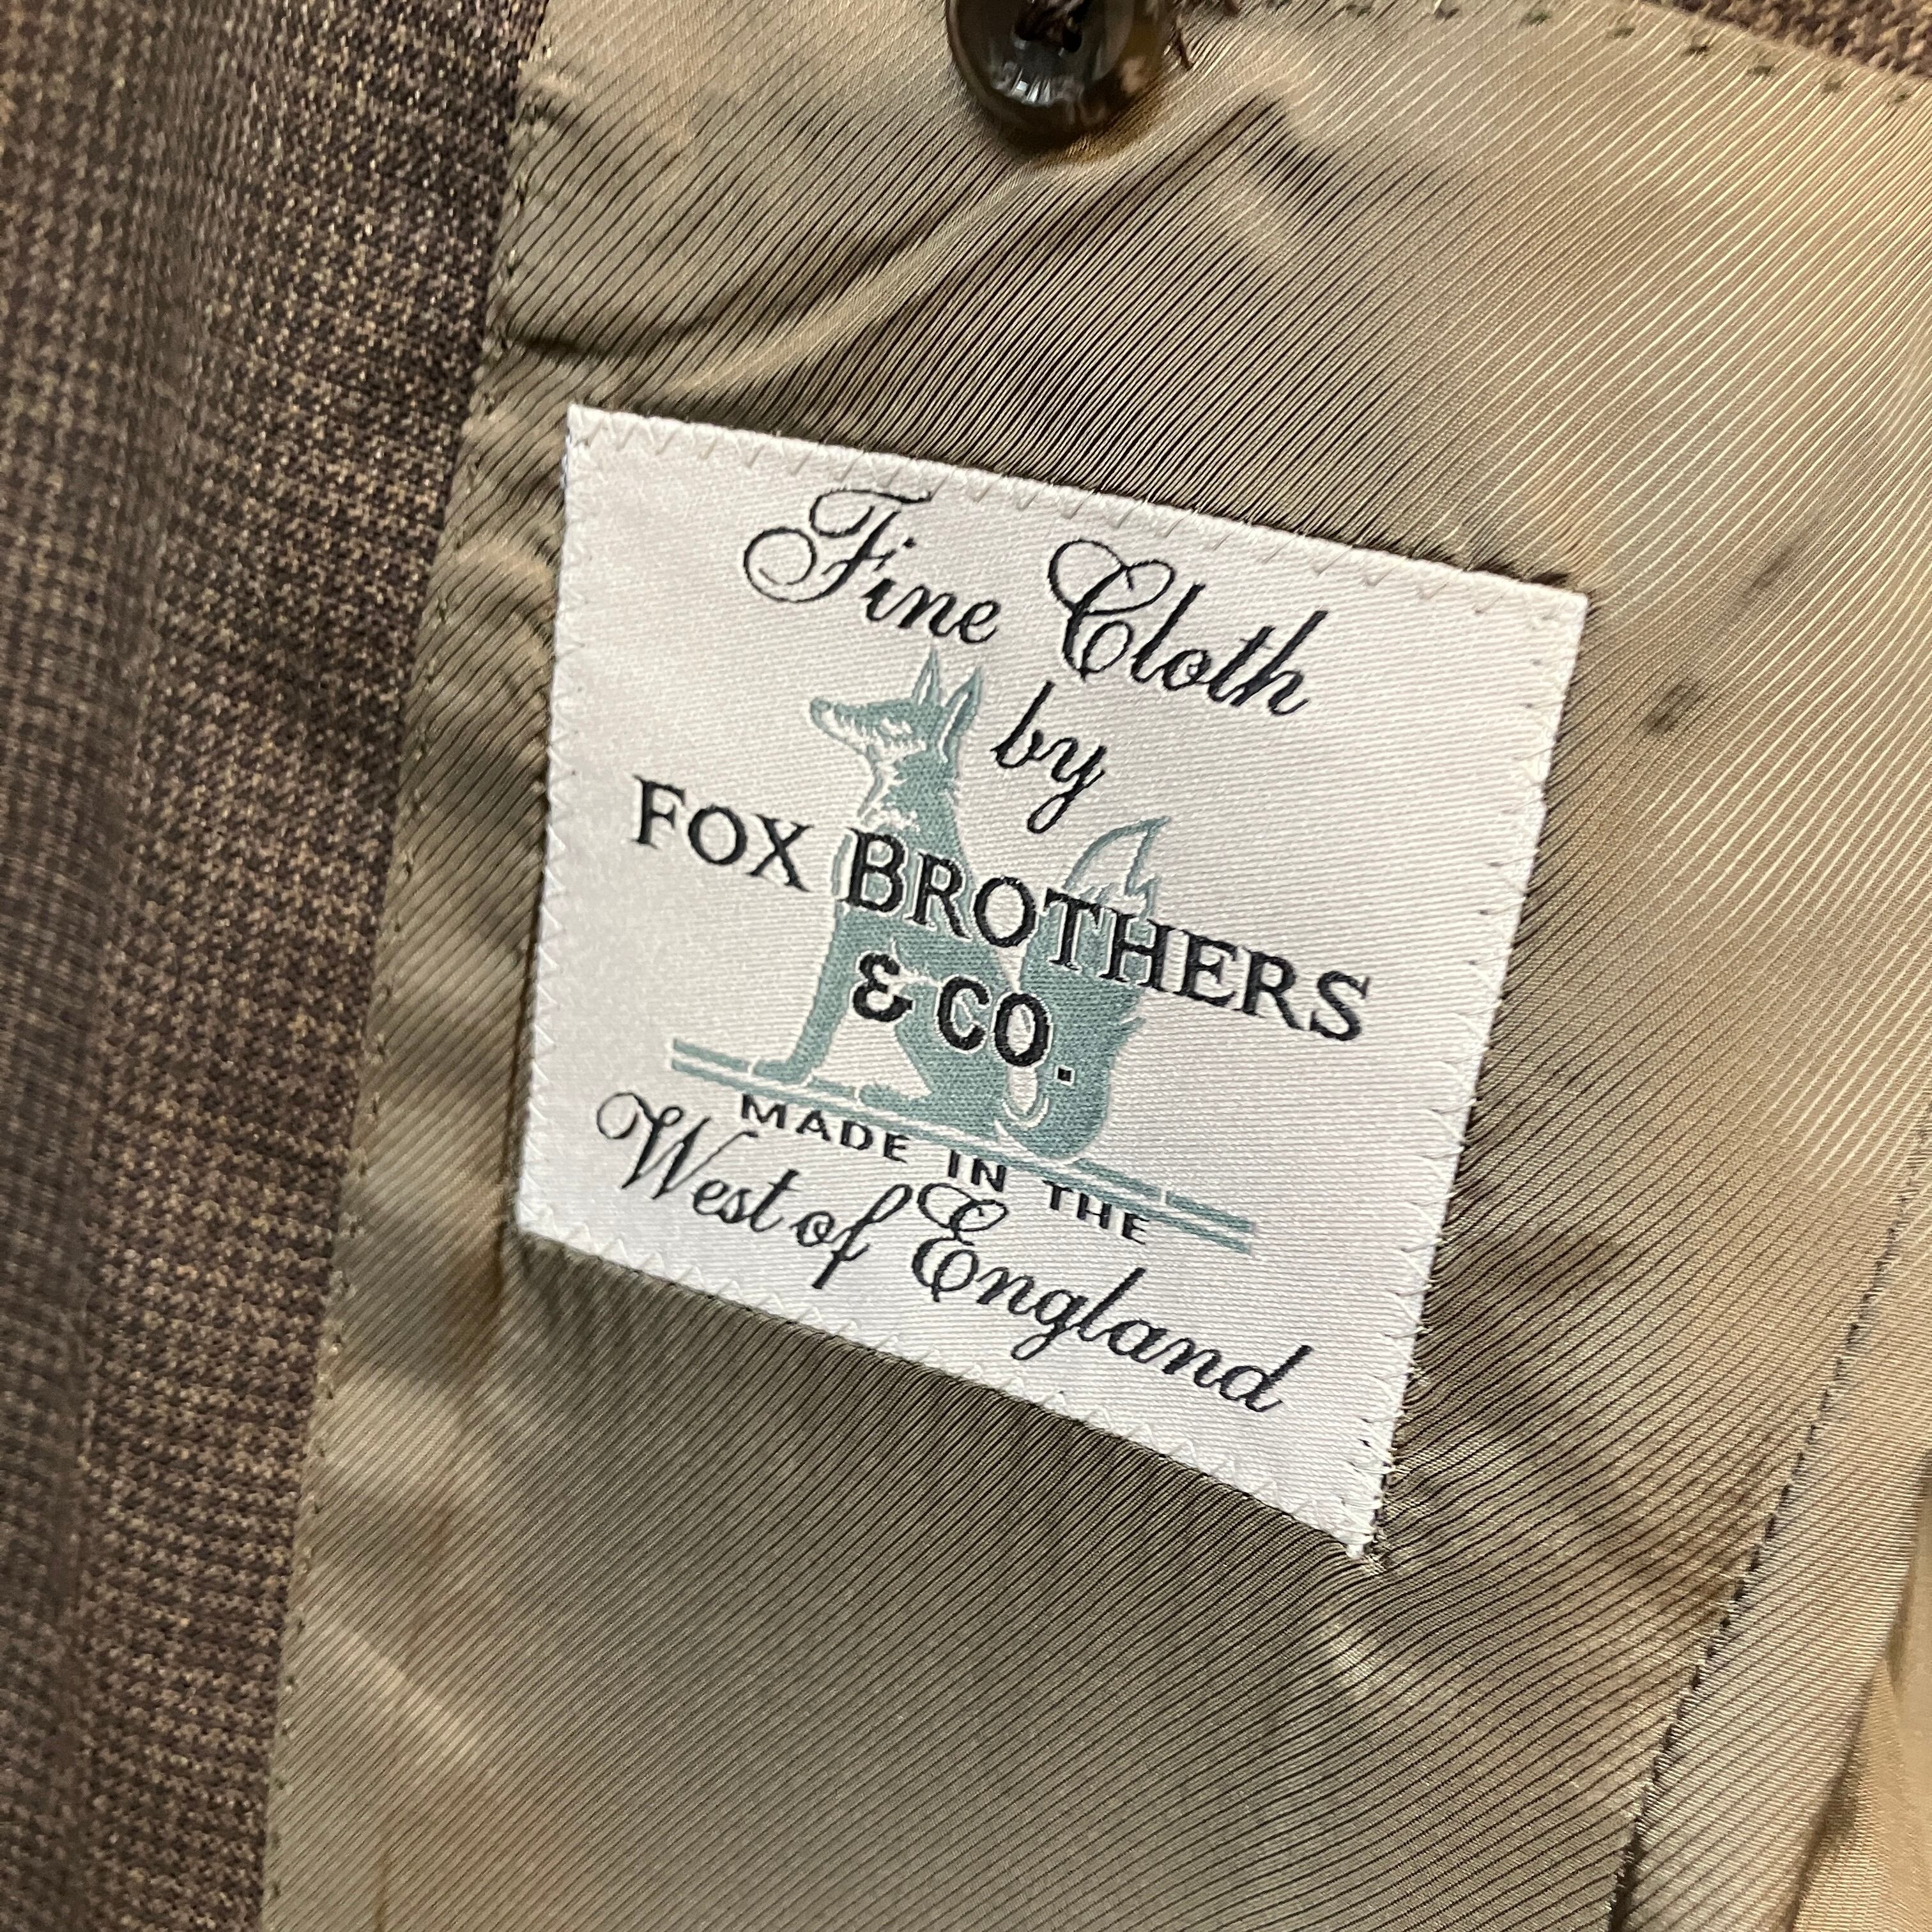 Fine Cloth
by
FOX BROTHERS
& CO.
MADE IN THE
West of England